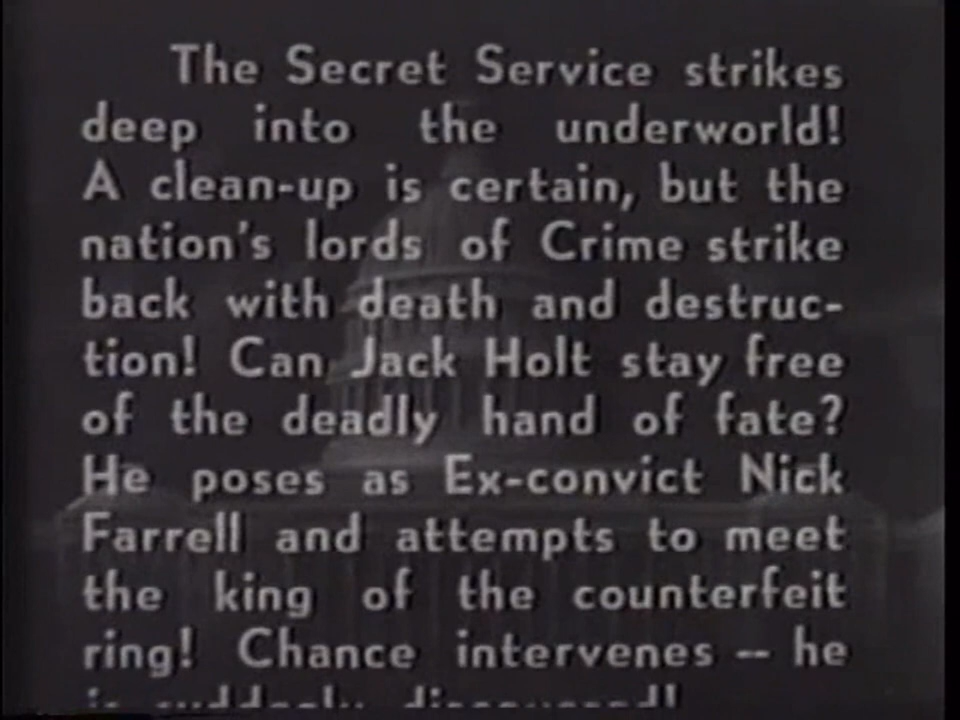 The Secret Service strikes
deep into the underworld!
A clean-up is certain, but the
nation's lords of Crime strike
back with death and destruc-
tion! Can Jack Holt stay free
of the deadly hand of fate?
He poses as Ex-convict Nick
Farrell and attempts to meet
the king of the counterfeit
ring! Chance intervenes -- he
is suddenly